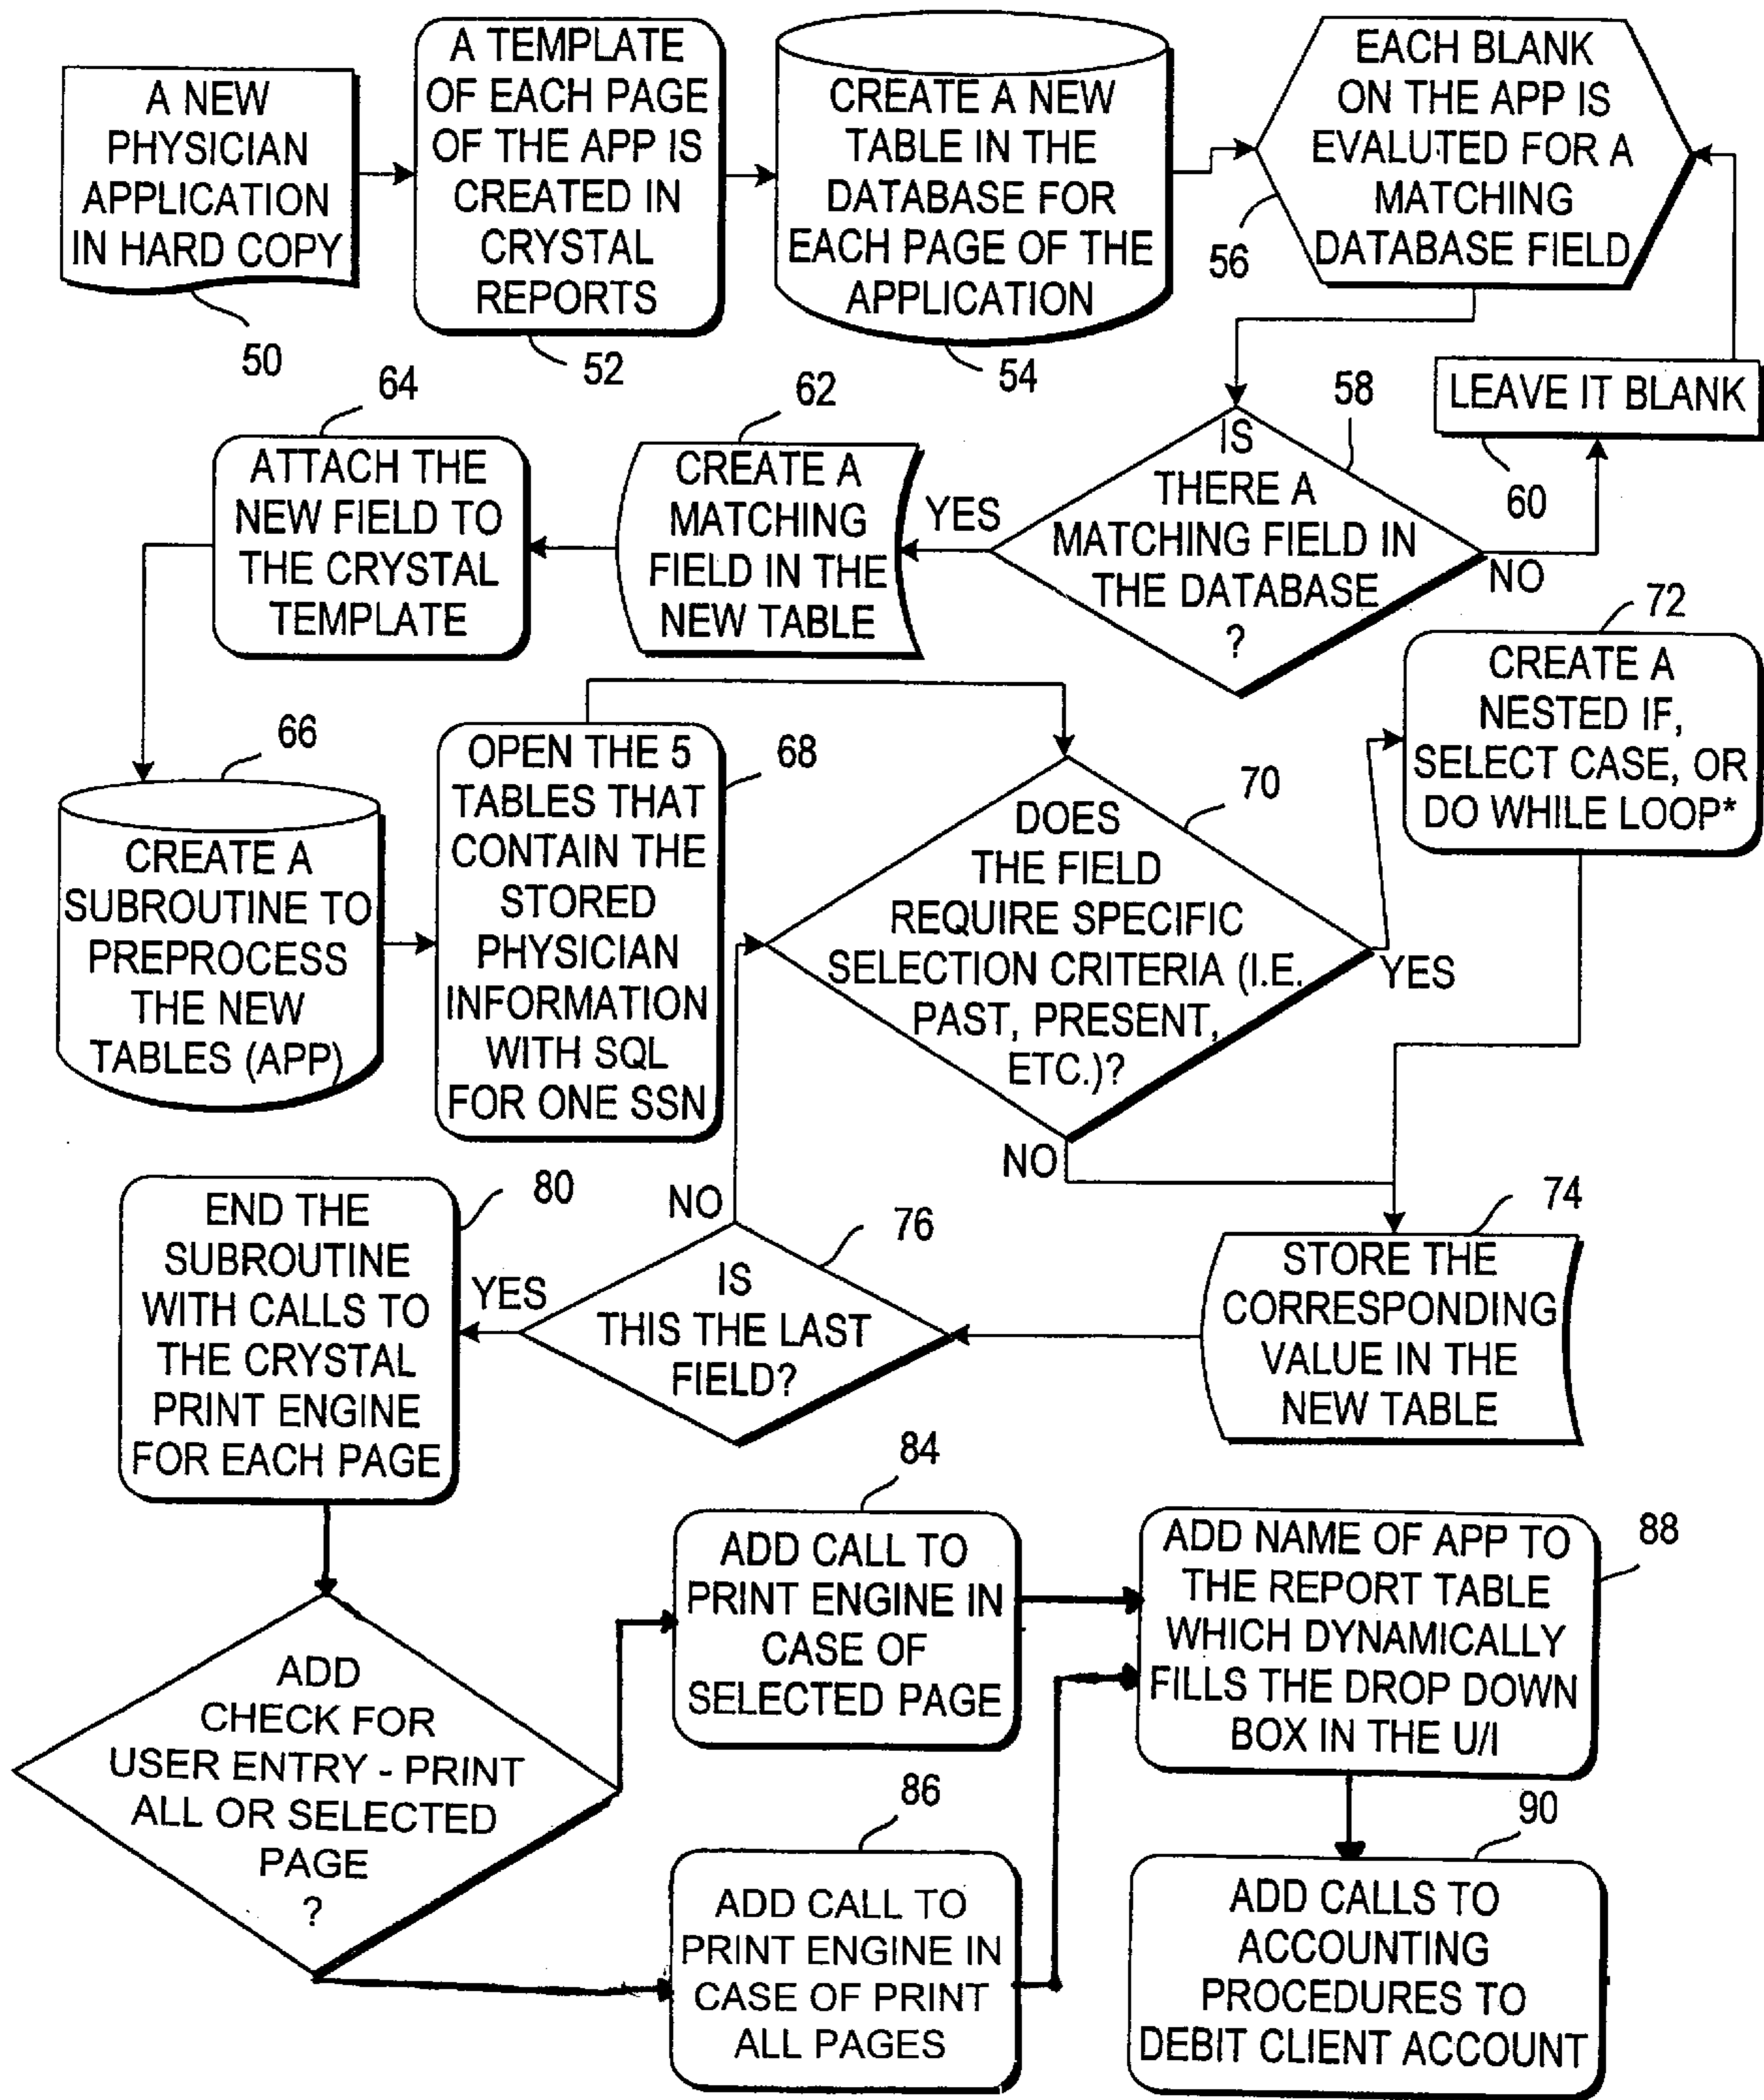 A NEW
PHYSICIAN
APPLICATION
IN HARD COPY
50
A TEMPLATE
OF EACH PAGE
OF THE APP IS
CREATED IN
CRYSTAL
REPORTS
52
CREATE A NEW
TABLE IN THE
DATABASE FOR
EACH PAGE OF THE
APPLICATION
54
EACH BLANK
ON THE APP IS
EVALUTED FOR A
MATCHING
DATABASE FIELD
56
IS
THERE A
MATCHING FIELD IN
THE DATABASE
?
58
NO
LEAVE IT BLANK
60
YES
CREATE A
MATCHING
FIELD IN THE
NEW TABLE
62
ATTACH THE
NEW FIELD TO
THE CRYSTAL
TEMPLATE
64
CREATE A
SUBROUTINE TO
PREPROCESS
THE NEW
TABLES (APP)
66
OPEN THE 5
TABLES THAT
CONTAIN THE
STORED
PHYSICIAN
INFORMATION
WITH SQL
FOR ONE SSN
68
DOES
THE FIELD
REQUIRE SPECIFIC
SELECTION CRITERIA (I.E.
PAST, PRESENT,
ETC.)?
70
YES
CREATE A
NESTED IF,
SELECT CASE, OR
DO WHILE LOOP*
72
NO
STORE THE
CORRESPONDING
VALUE IN THE
NEW TABLE
74
IS
THIS THE LAST
FIELD?
76
NO
YES
END THE
SUBROUTINE
WITH CALLS TO
THE CRYSTAL
PRINT ENGINE
FOR EACH PAGE
80
ADD
CHECK FOR
USER ENTRY - PRINT
ALL OR SELECTED
PAGE
?
ADD CALL TO
PRINT ENGINE IN
CASE OF
SELECTED PAGE
84
ADD CALL TO
PRINT ENGINE IN
CASE OF PRINT
ALL PAGES
86
ADD NAME OF APP TO
THE REPORT TABLE
WHICH DYNAMICALLY
FILLS THE DROP DOWN
BOX IN THE U/I
88
ADD CALLS TO
ACCOUNTING
PROCEDURES TO
DEBIT CLIENT ACCOUNT
90